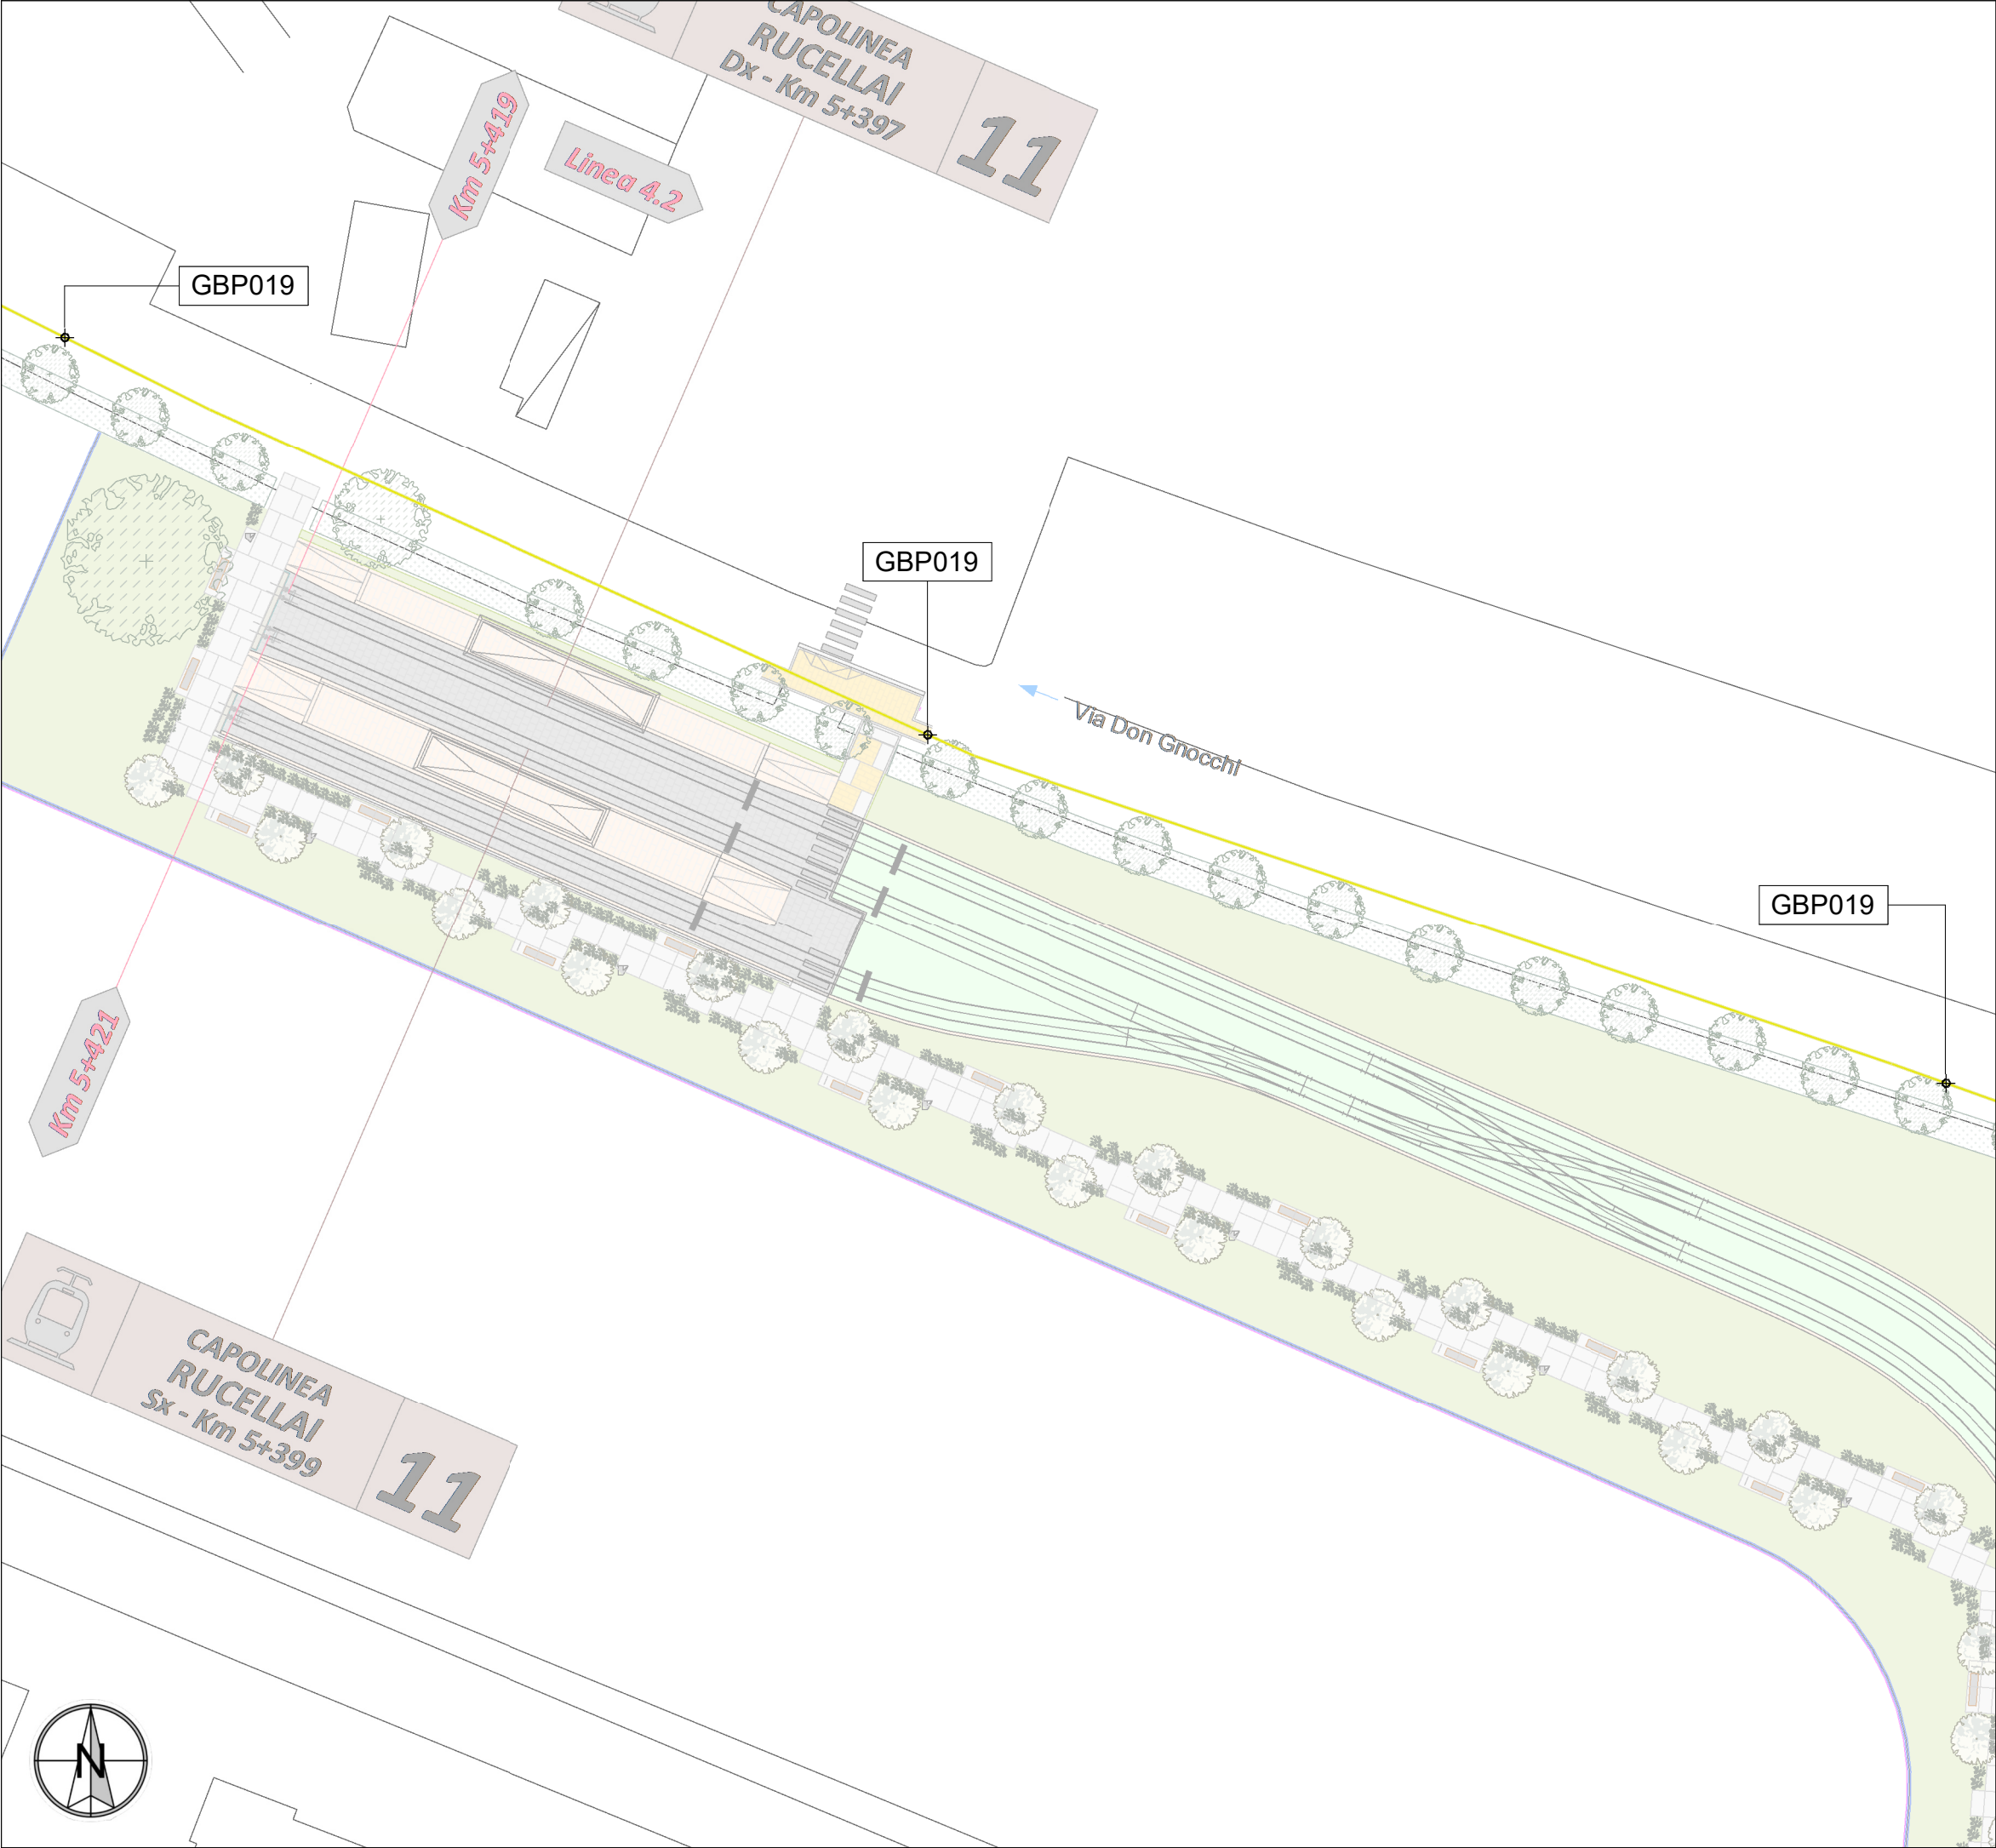 CAPOLINEA
RUCELLAI
Dx - Km 5+397
11
Km 5+419
Linea 4.2
GBP019
GBP019
Via Don Gnocchi
GBP019
Km 5+421
CAPOLINEA
RUCELLAI
Sx - Km 5+399
11
N